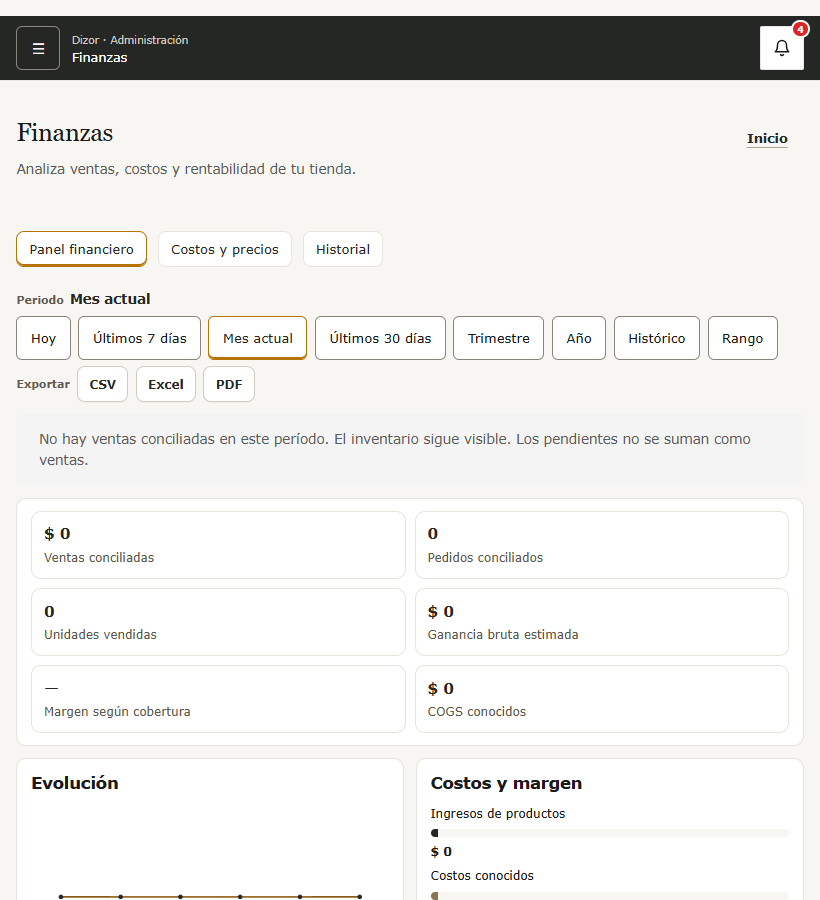 ☰
Dizor · Administración
Finanzas
4
Finanzas
Inicio
Analiza ventas, costos y rentabilidad de tu tienda.
Panel financiero
Costos y precios
Historial
Periodo Mes actual
Hoy
Últimos 7 días
Mes actual
Últimos 30 días
Trimestre
Año
Histórico
Rango
Exportar
CSV
Excel
PDF
No hay ventas conciliadas en este período. El inventario sigue visible. Los pendientes no se suman como
ventas.
$ 0
Ventas conciliadas
0
Pedidos conciliados
0
Unidades vendidas
$ 0
Ganancia bruta estimada
—
Margen según cobertura
$ 0
COGS conocidos
Evolución
Costos y margen
Ingresos de productos
$ 0
Costos conocidos